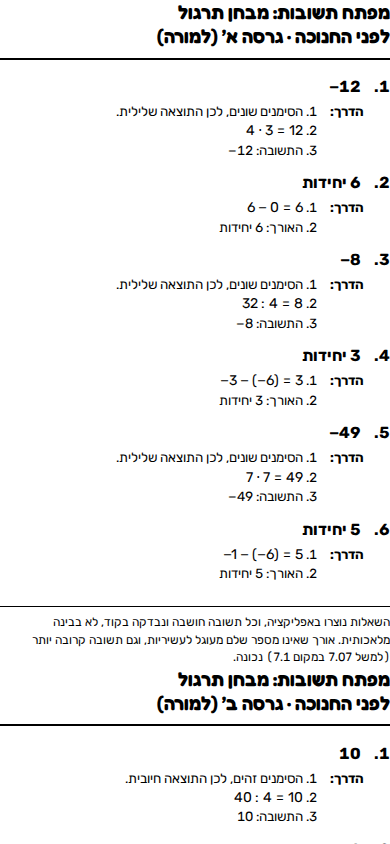 מפתח תשובות: מבחן תרגול
לפני החנוכה · גרסה א׳ (למורה)
1. −12
הדרך: 1. הסימנים שונים, לכן התוצאה שלילית.
2. 4 · 3 = 12
3. התשובה: −12
2. 6 יחידות
הדרך: 1. 6 − 0 = 6
2. האורך: 6 יחידות
3. −8
הדרך: 1. הסימנים שונים, לכן התוצאה שלילית.
2. 32 : 4 = 8
3. התשובה: −8
4. 3 יחידות
הדרך: 1. −3 − (−6) = 3
2. האורך: 3 יחידות
5. −49
הדרך: 1. הסימנים שונים, לכן התוצאה שלילית.
2. 7 · 7 = 49
3. התשובה: −49
6. 5 יחידות
הדרך: 1. −1 − (−6) = 5
2. האורך: 5 יחידות
השאלות נוצרו באפליקציה, וכל תשובה חושבה ונבדקה בקוד, לא בבינה
מלאכותית. אורך שאינו מספר שלם מעוגל לעשיריות, וגם תשובה קרובה יותר
(למשל 7.07 במקום 7.1) נכונה.
מפתח תשובות: מבחן תרגול
לפני החנוכה · גרסה ב׳ (למורה)
1. 10
הדרך: 1. הסימנים זהים, לכן התוצאה חיובית.
2. 40 : 4 = 10
3. התשובה: 10